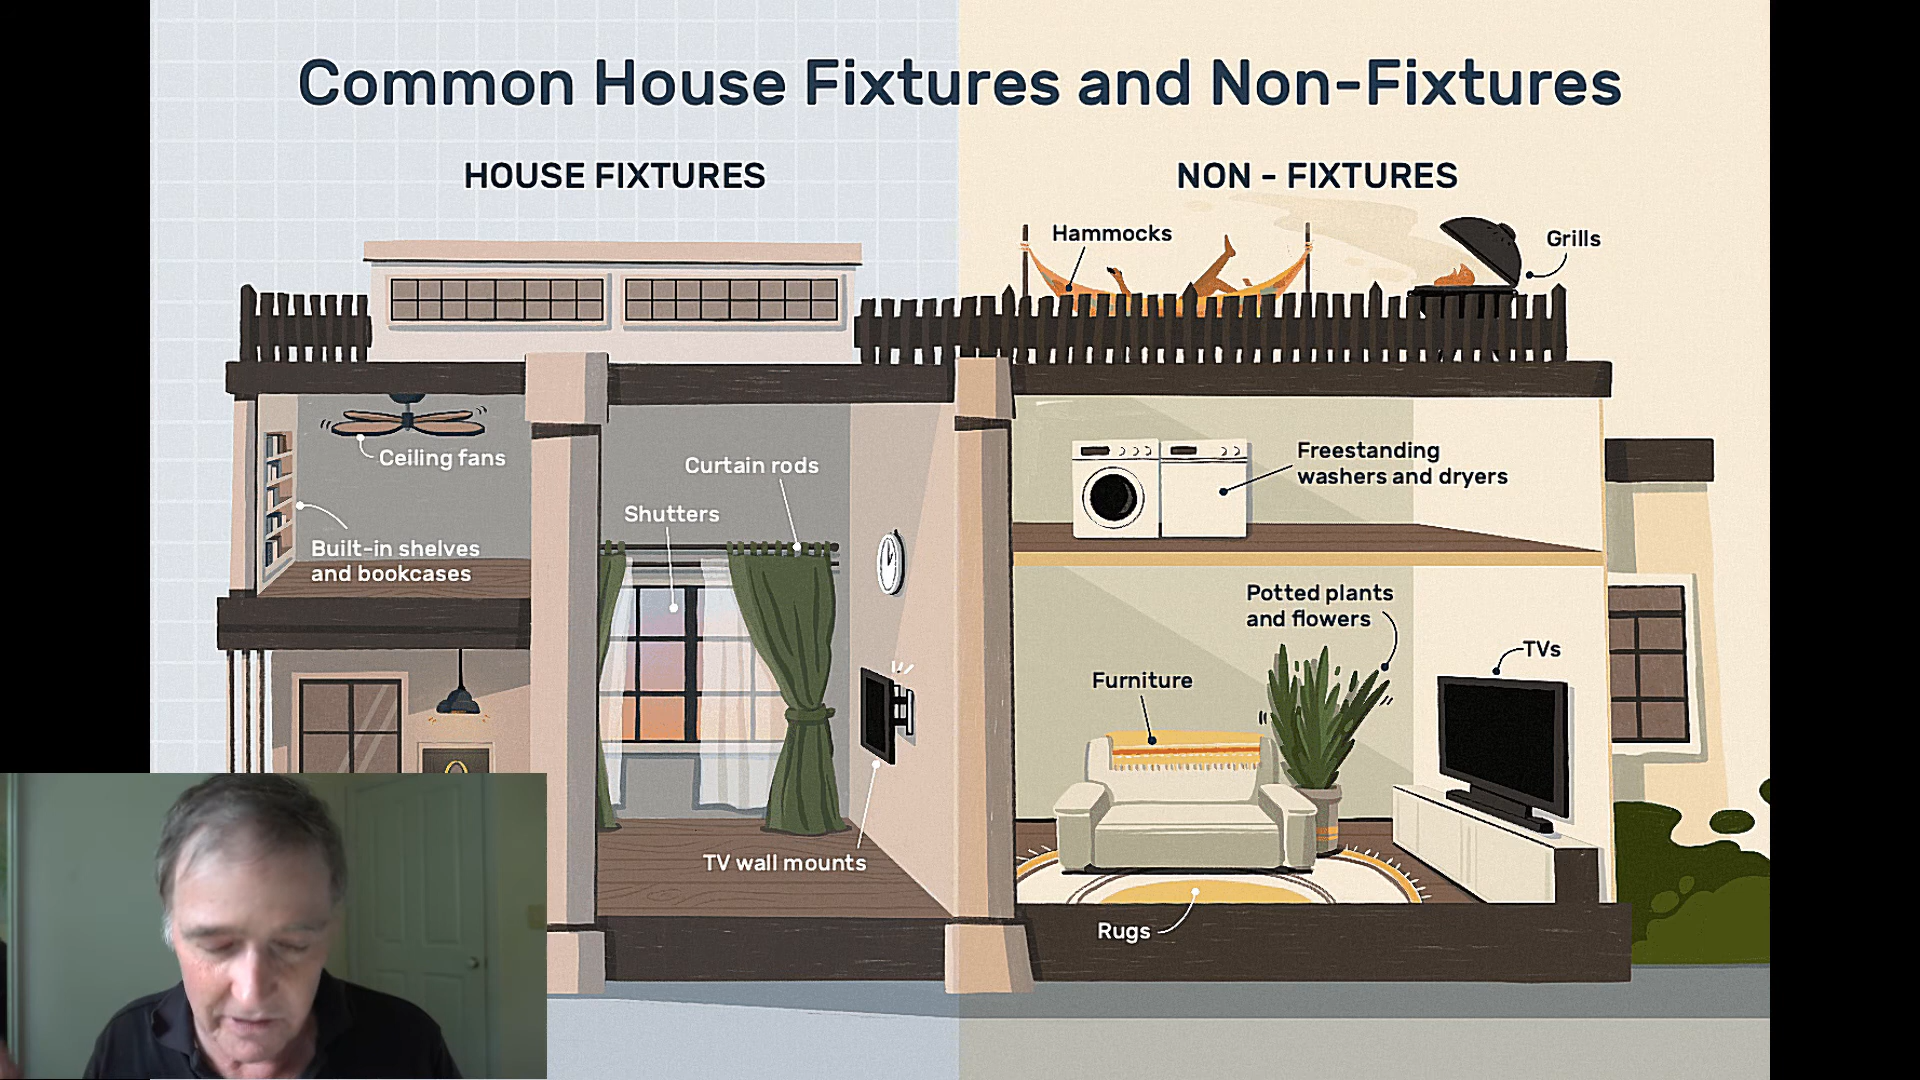 Common House Fixtures and Non-Fixtures
HOUSE FIXTURES
NON - FIXTURES
Hammocks
Grills
Ceiling fans
Curtain rods
Shutters
Built-in shelves
and bookcases
TV wall mounts
Freestanding
washers and dryers
Potted plants
and flowers
TVs
Furniture
Rugs